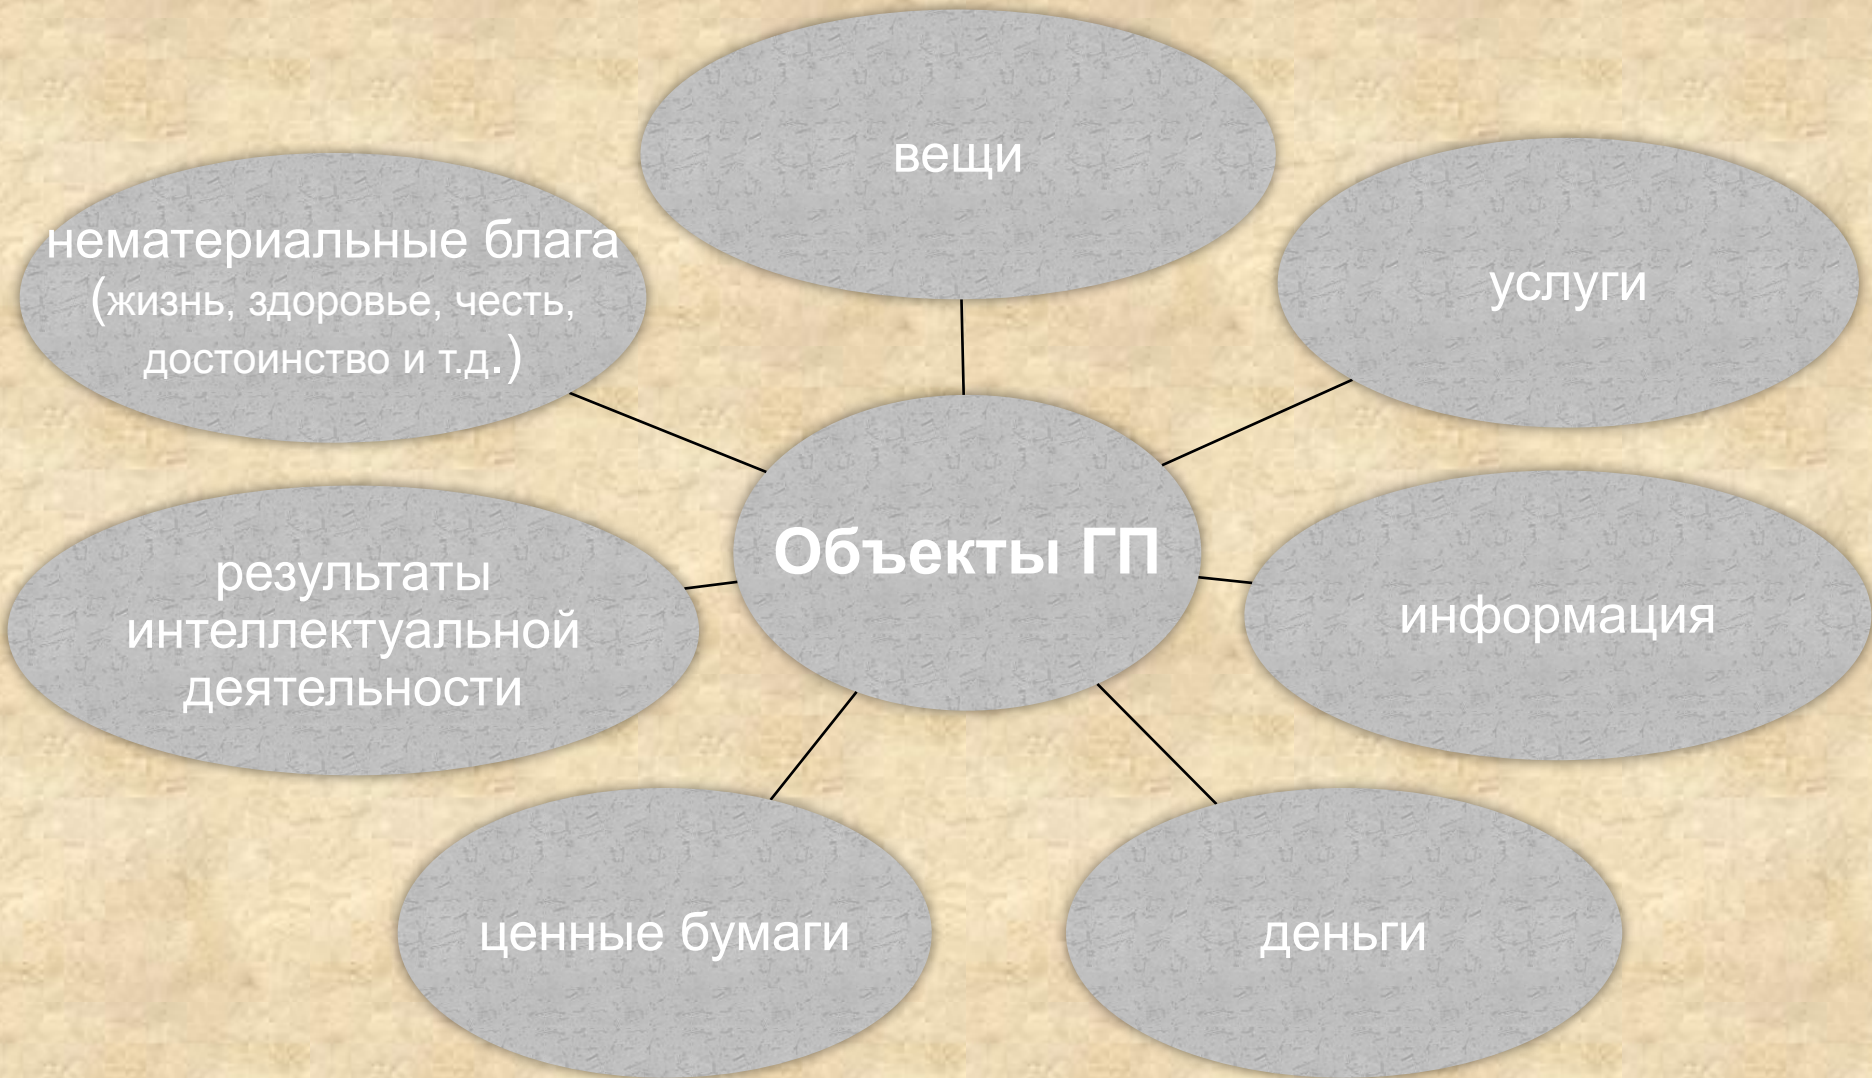 вещи
нематериальные блага
(жизнь, здоровье, честь,
достоинство и т.д.)
услуги
Объекты ГП
результаты
интеллектуальной
деятельности
информация
ценные бумаги
деньги